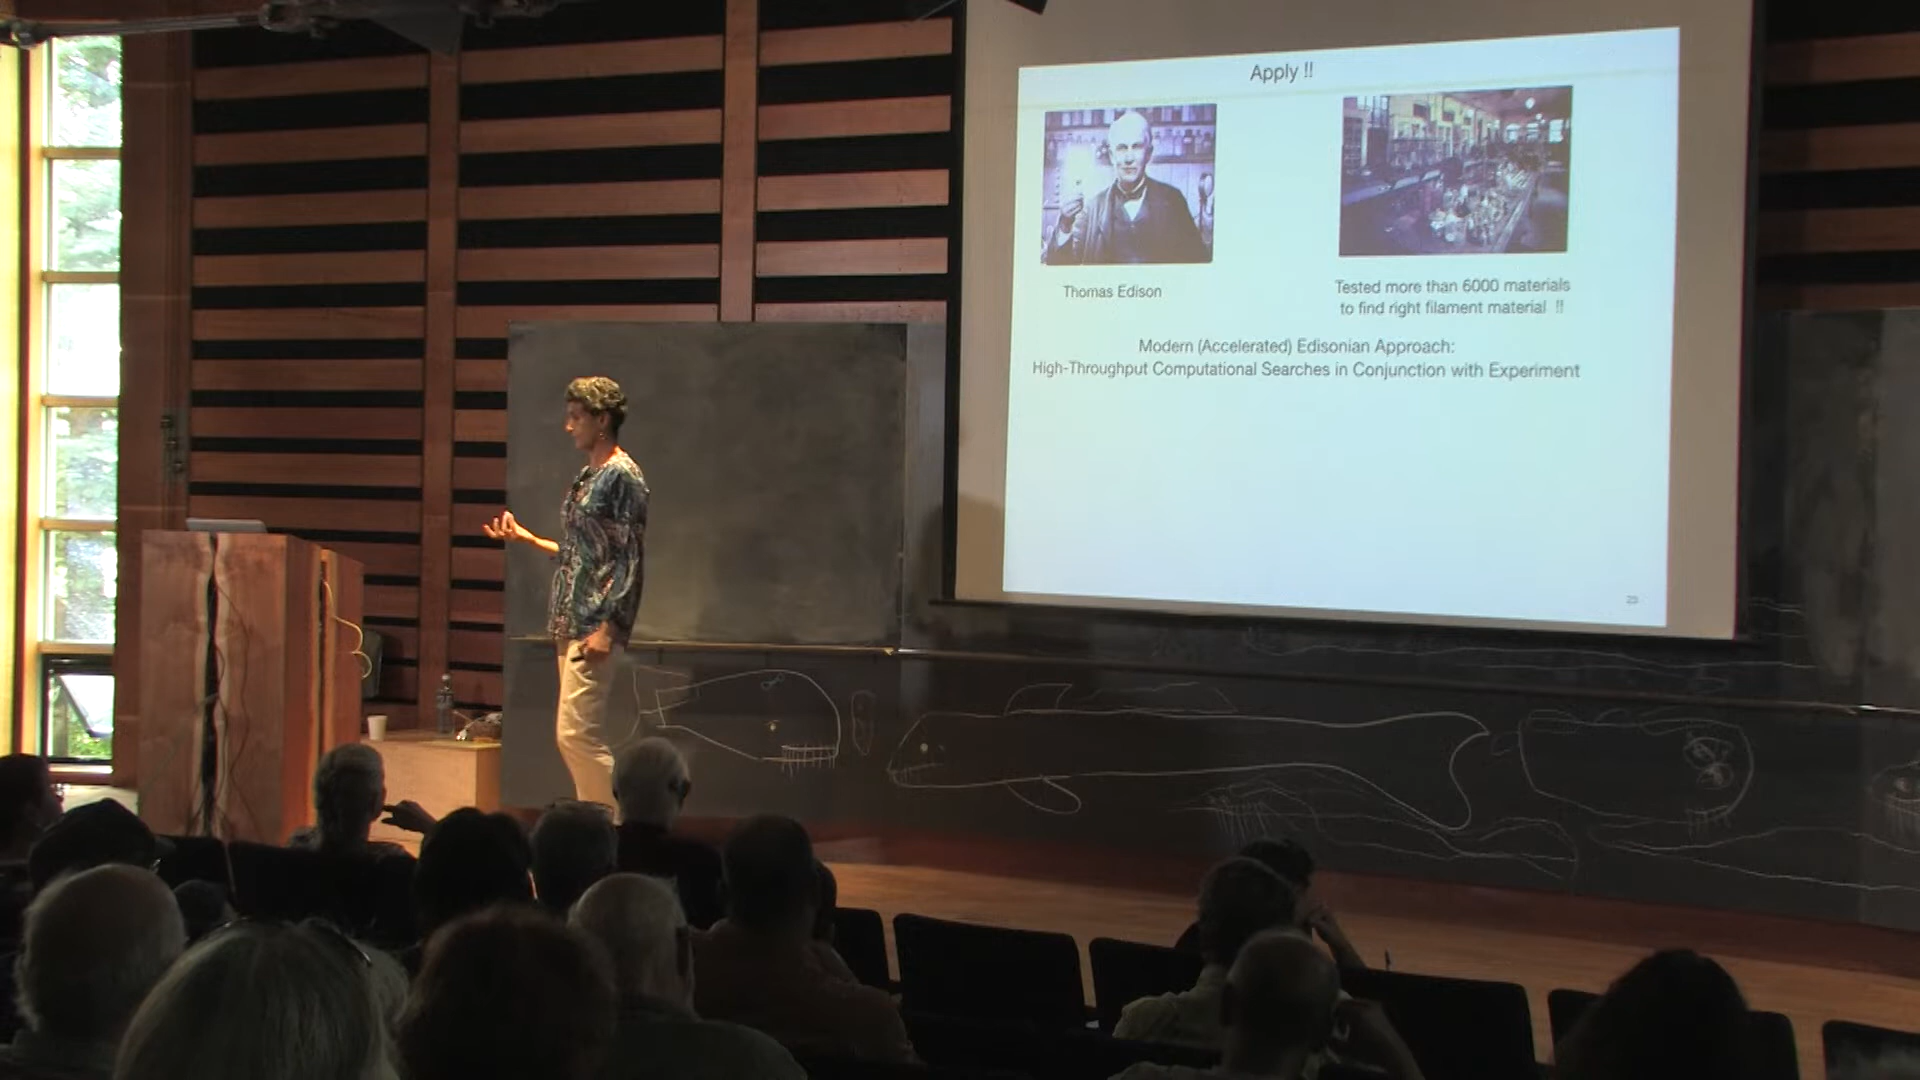 Apply !!
Thomas Edison
Tested more than 6000 materials
to find right filament material !!
Modern (Accelerated) Edisonian Approach:
High-Throughput Computational Searches in Conjunction with Experiment